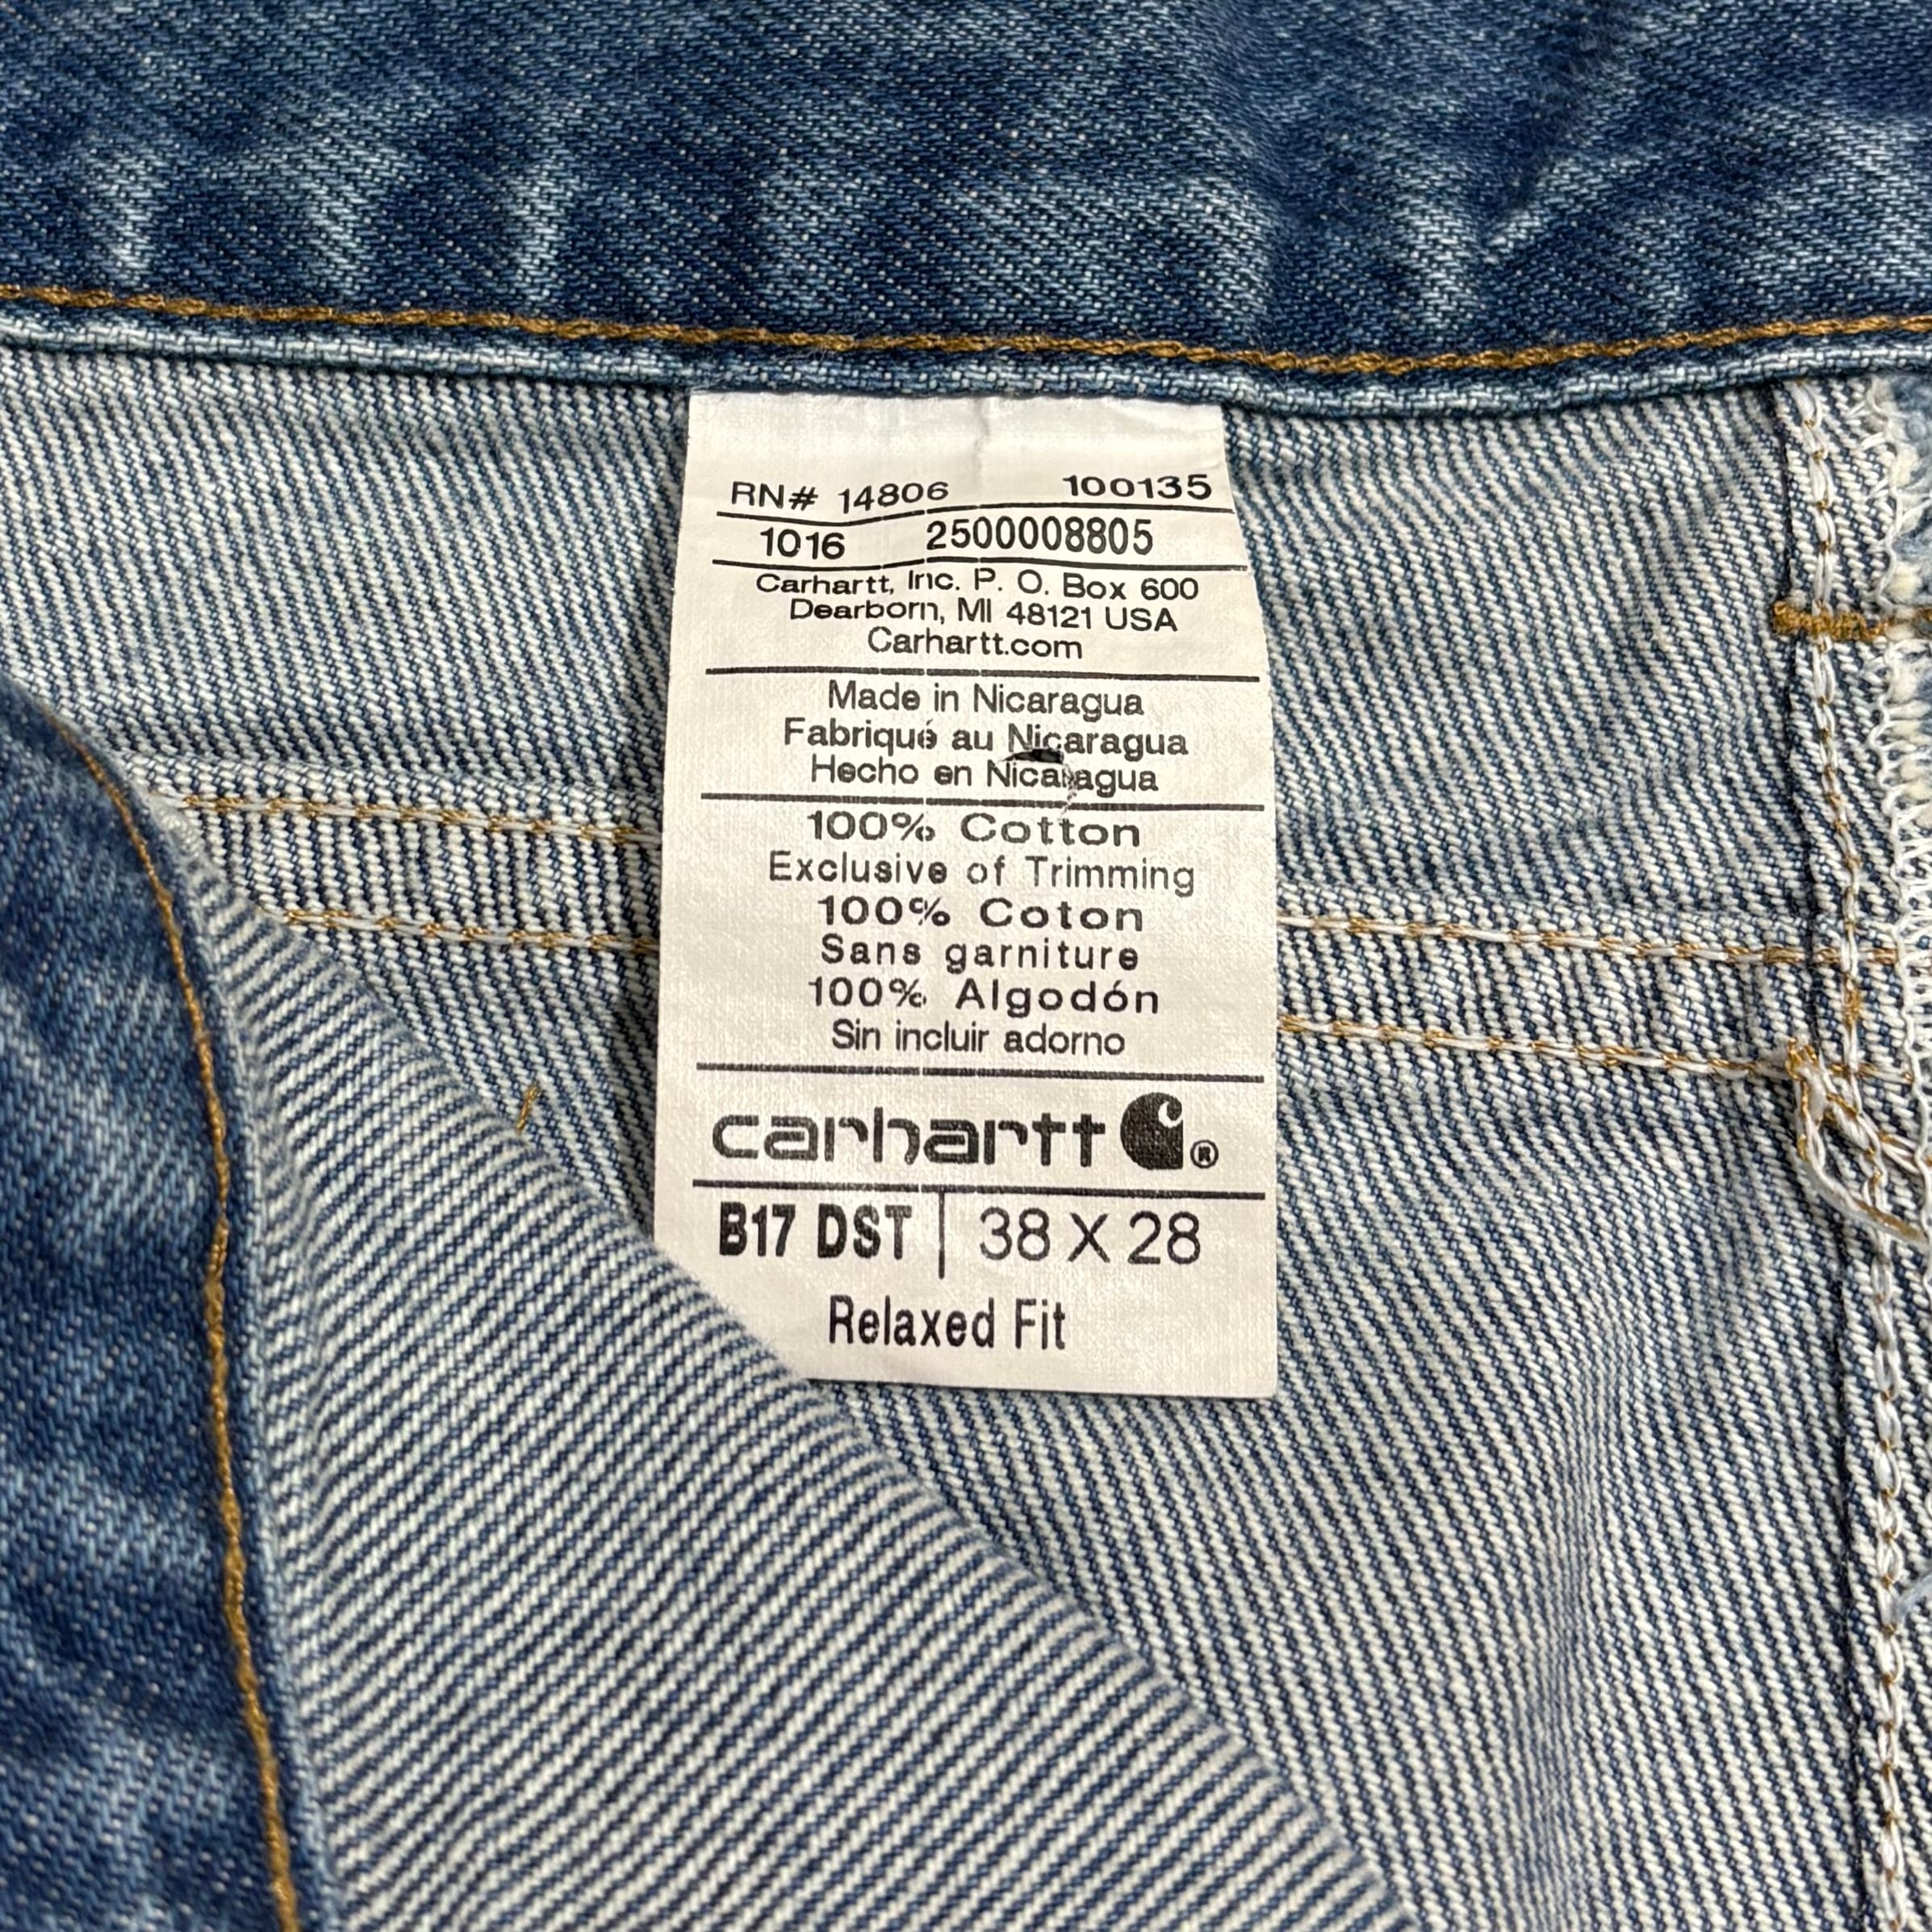 RN# 14806 100135
1016 2500008805
Carhartt, Inc. P. O. Box 600
Dearborn, MI 48121 USA
Carhartt.com
Made in Nicaragua
Fabriqué au Nicaragua
Hecho en Nicaragua
100% Cotton
Exclusive of Trimming
100% Coton
Sans garniture
100% Algodón
Sin incluir adorno
carhartt ®
B17 DST | 38 X 28
Relaxed Fit